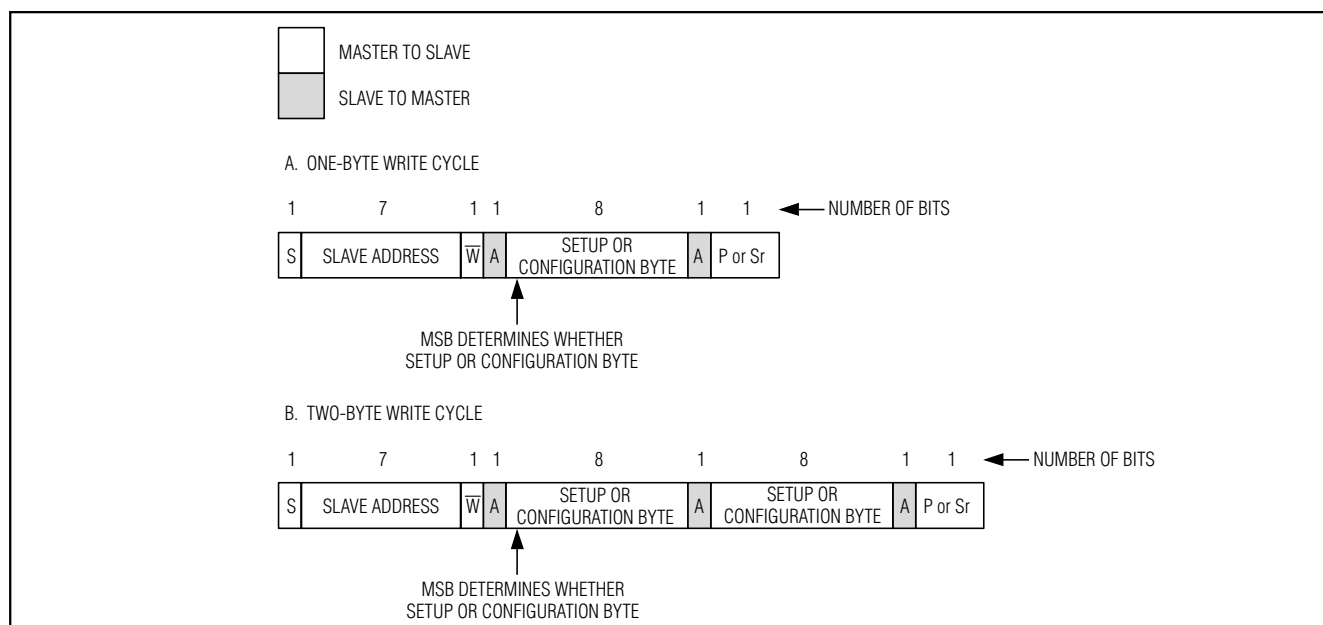 MASTER TO SLAVE
SLAVE TO MASTER
A. ONE-BYTE WRITE CYCLE
1 7 1 1 8 1 1 NUMBER OF BITS
S SLAVE ADDRESS W̅ A SETUP OR CONFIGURATION BYTE A P or Sr
MSB DETERMINES WHETHER
SETUP OR CONFIGURATION BYTE
B. TWO-BYTE WRITE CYCLE
1 7 1 1 8 1 8 1 1 NUMBER OF BITS
S SLAVE ADDRESS W̅ A SETUP OR CONFIGURATION BYTE A SETUP OR CONFIGURATION BYTE A P or Sr
MSB DETERMINES WHETHER
SETUP OR CONFIGURATION BYTE